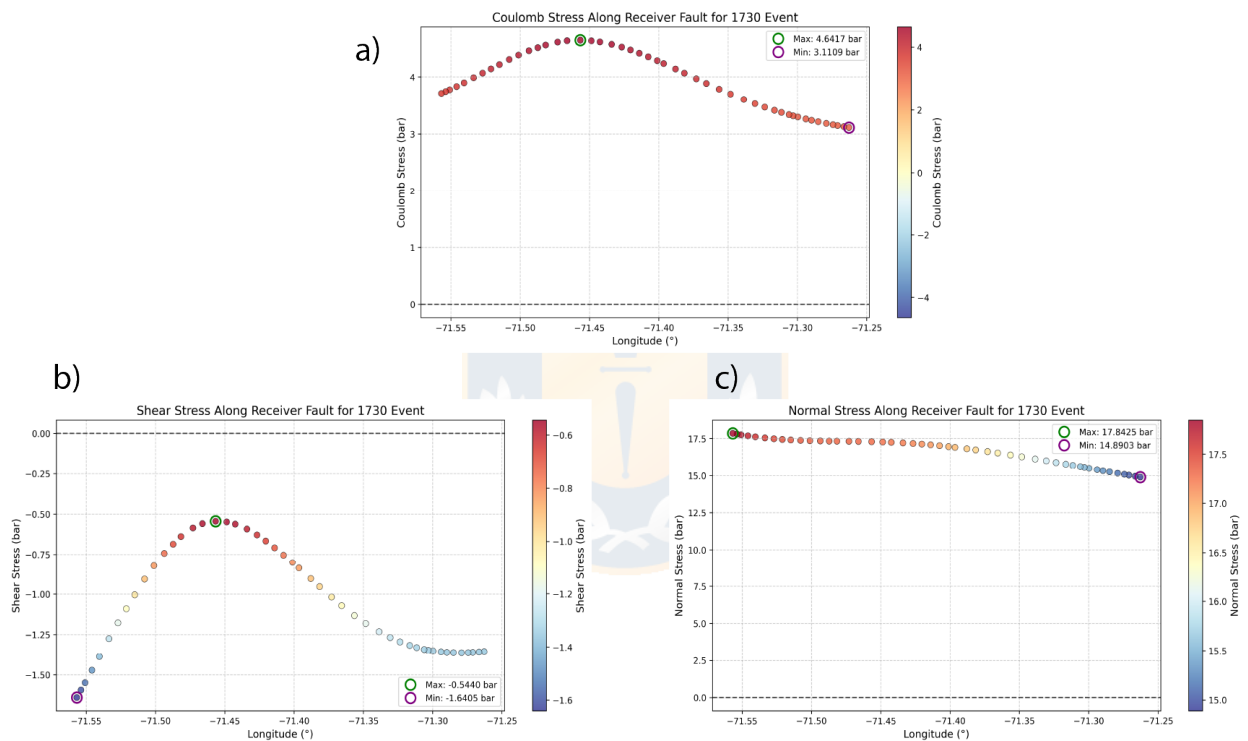 a)
Coulomb Stress Along Receiver Fault for 1730 Event
Max: 4.6417 bar
Min: 3.1109 bar
Coulomb Stress (bar)
4
3
2
1
0
−71.55 −71.50 −71.45 −71.40 −71.35 −71.30 −71.25
Longitude (°)
4
2
0
−2
−4
Coulomb Stress (bar)
b)
Shear Stress Along Receiver Fault for 1730 Event
Shear Stress (bar)
0.00
−0.25
−0.50
−0.75
−1.00
−1.25
−1.50
Max: -0.5440 bar
Min: -1.6405 bar
−71.55 −71.50 −71.45 −71.40 −71.35 −71.30 −71.25
Longitude (°)
−0.6
−0.8
−1.0
−1.2
−1.4
−1.6
Shear Stress (bar)
c)
Normal Stress Along Receiver Fault for 1730 Event
Max: 17.8425 bar
Min: 14.8903 bar
Normal Stress (bar)
17.5
15.0
12.5
10.0
7.5
5.0
2.5
0.0
−71.55 −71.50 −71.45 −71.40 −71.35 −71.30 −71.25
Longitude (°)
17.5
17.0
16.5
16.0
15.5
15.0
Normal Stress (bar)